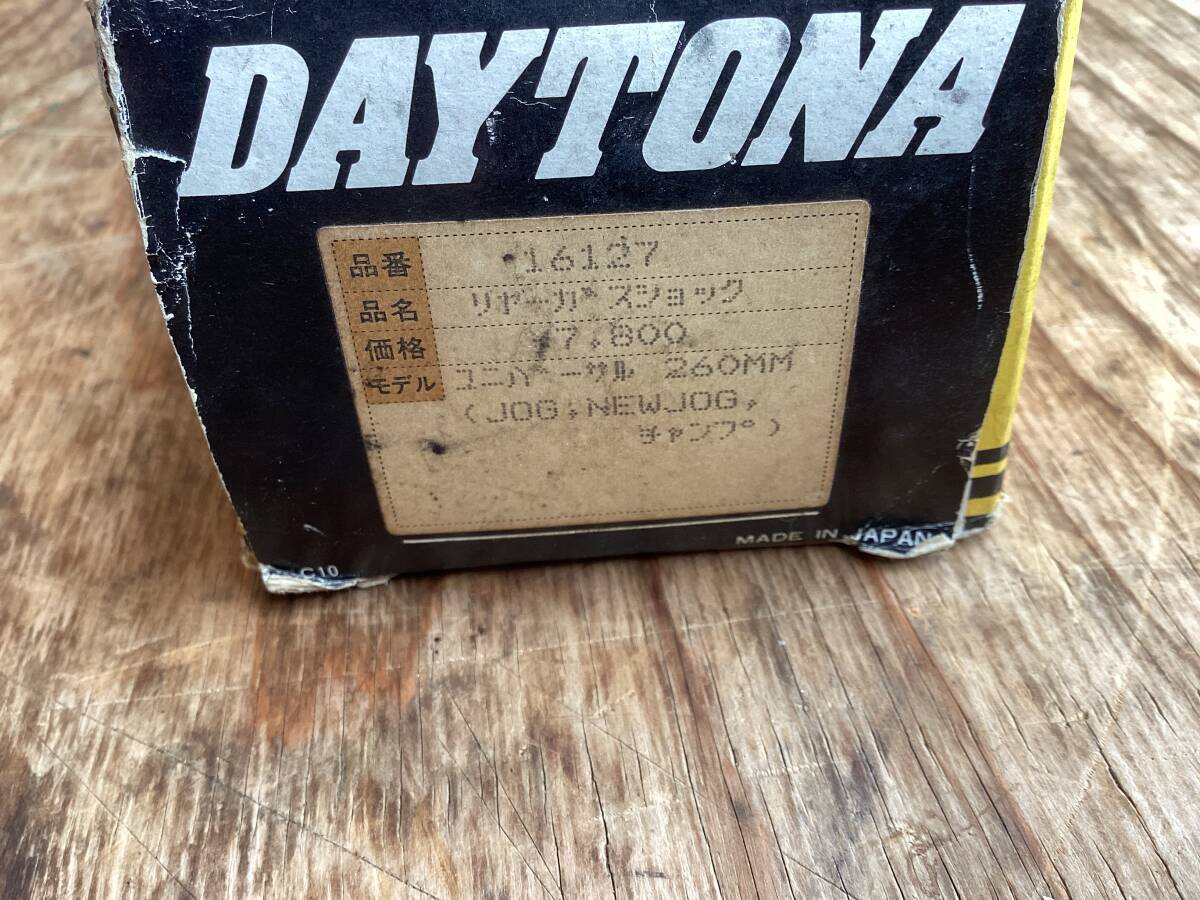 DAYTONA
品番 16127
品名 リヤーガスショック
価格 ¥7,800
モデル ユニバーサル 260MM
(JOG,NEWJOG,
チャンプ)
MADE IN JAPAN
C10